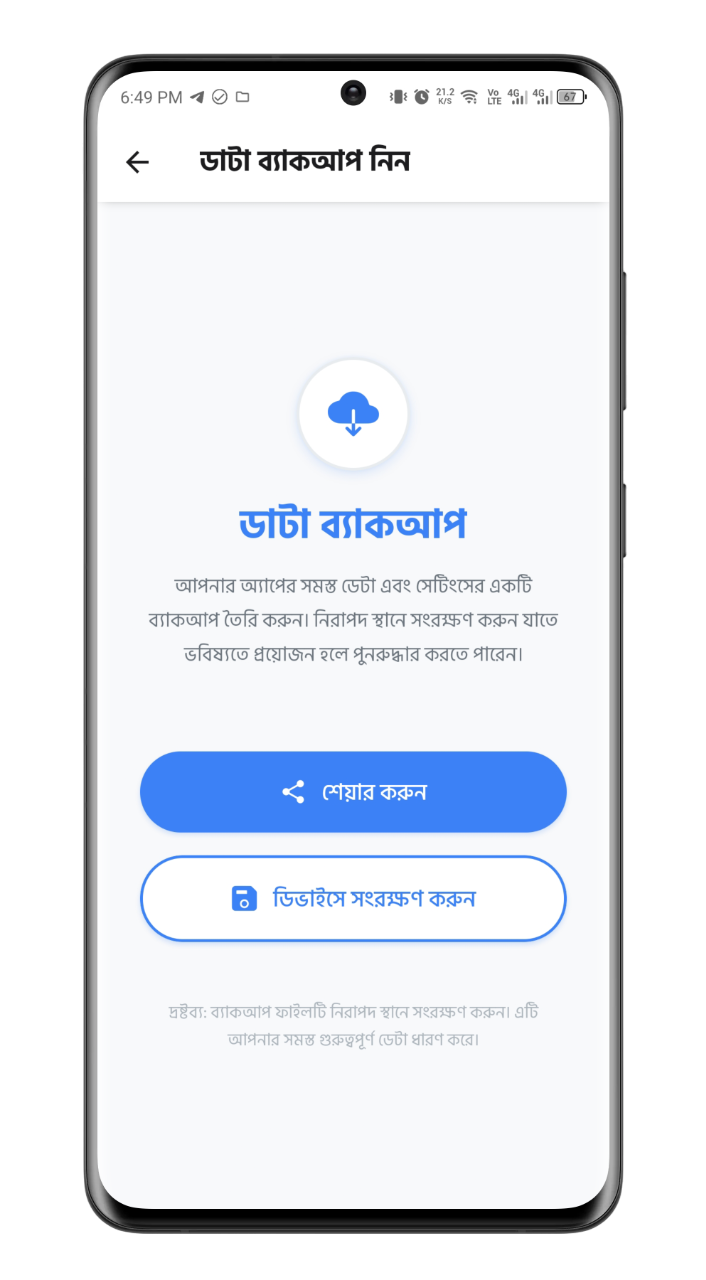 6:49 PM
21.2
K/S
Vo
LTE
4G
4G
67
ডাটা ব্যাকআপ নিন
ডাটা ব্যাকআপ
আপনার অ্যাপের সমস্ত ডেটা এবং সেটিংসের একটি
ব্যাকআপ তৈরি করুন। নিরাপদ স্থানে সংরক্ষণ করুন যাতে
ভবিষ্যতে প্রয়োজন হলে পুনরুদ্ধার করতে পারেন।
শেয়ার করুন
ডিভাইসে সংরক্ষণ করুন
দ্রষ্টব্য: ব্যাকআপ ফাইলটি নিরাপদ স্থানে সংরক্ষণ করুন। এটি
আপনার সমস্ত গুরুত্বপূর্ণ ডেটা ধারণ করে।